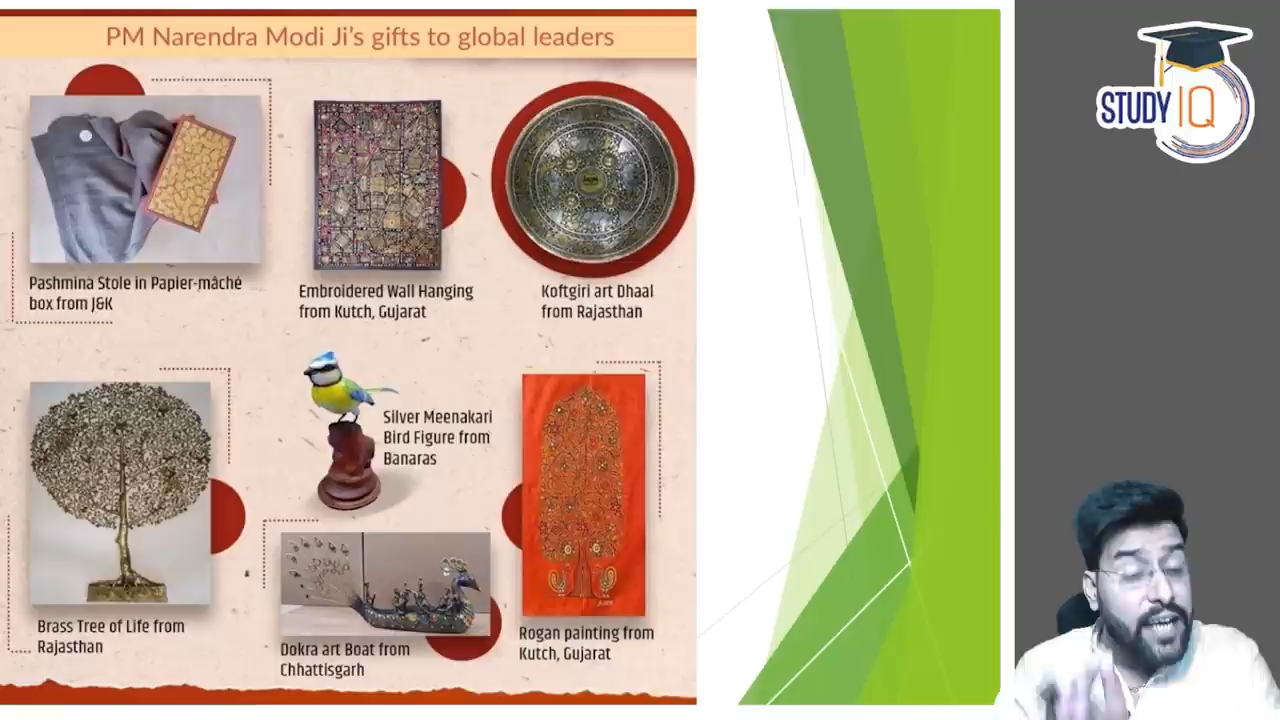 PM Narendra Modi Ji's gifts to global leaders
STUDY IQ
Pashmina Stole in Papier-mâché
box from J&K
Embroidered Wall Hanging
from Kutch, Gujarat
Koftgiri art Dhaal
from Rajasthan
Silver Meenakari
Bird Figure from
Banaras
Brass Tree of Life from
Rajasthan
Dokra art Boat from
Chhattisgarh
Rogan painting from
Kutch, Gujarat